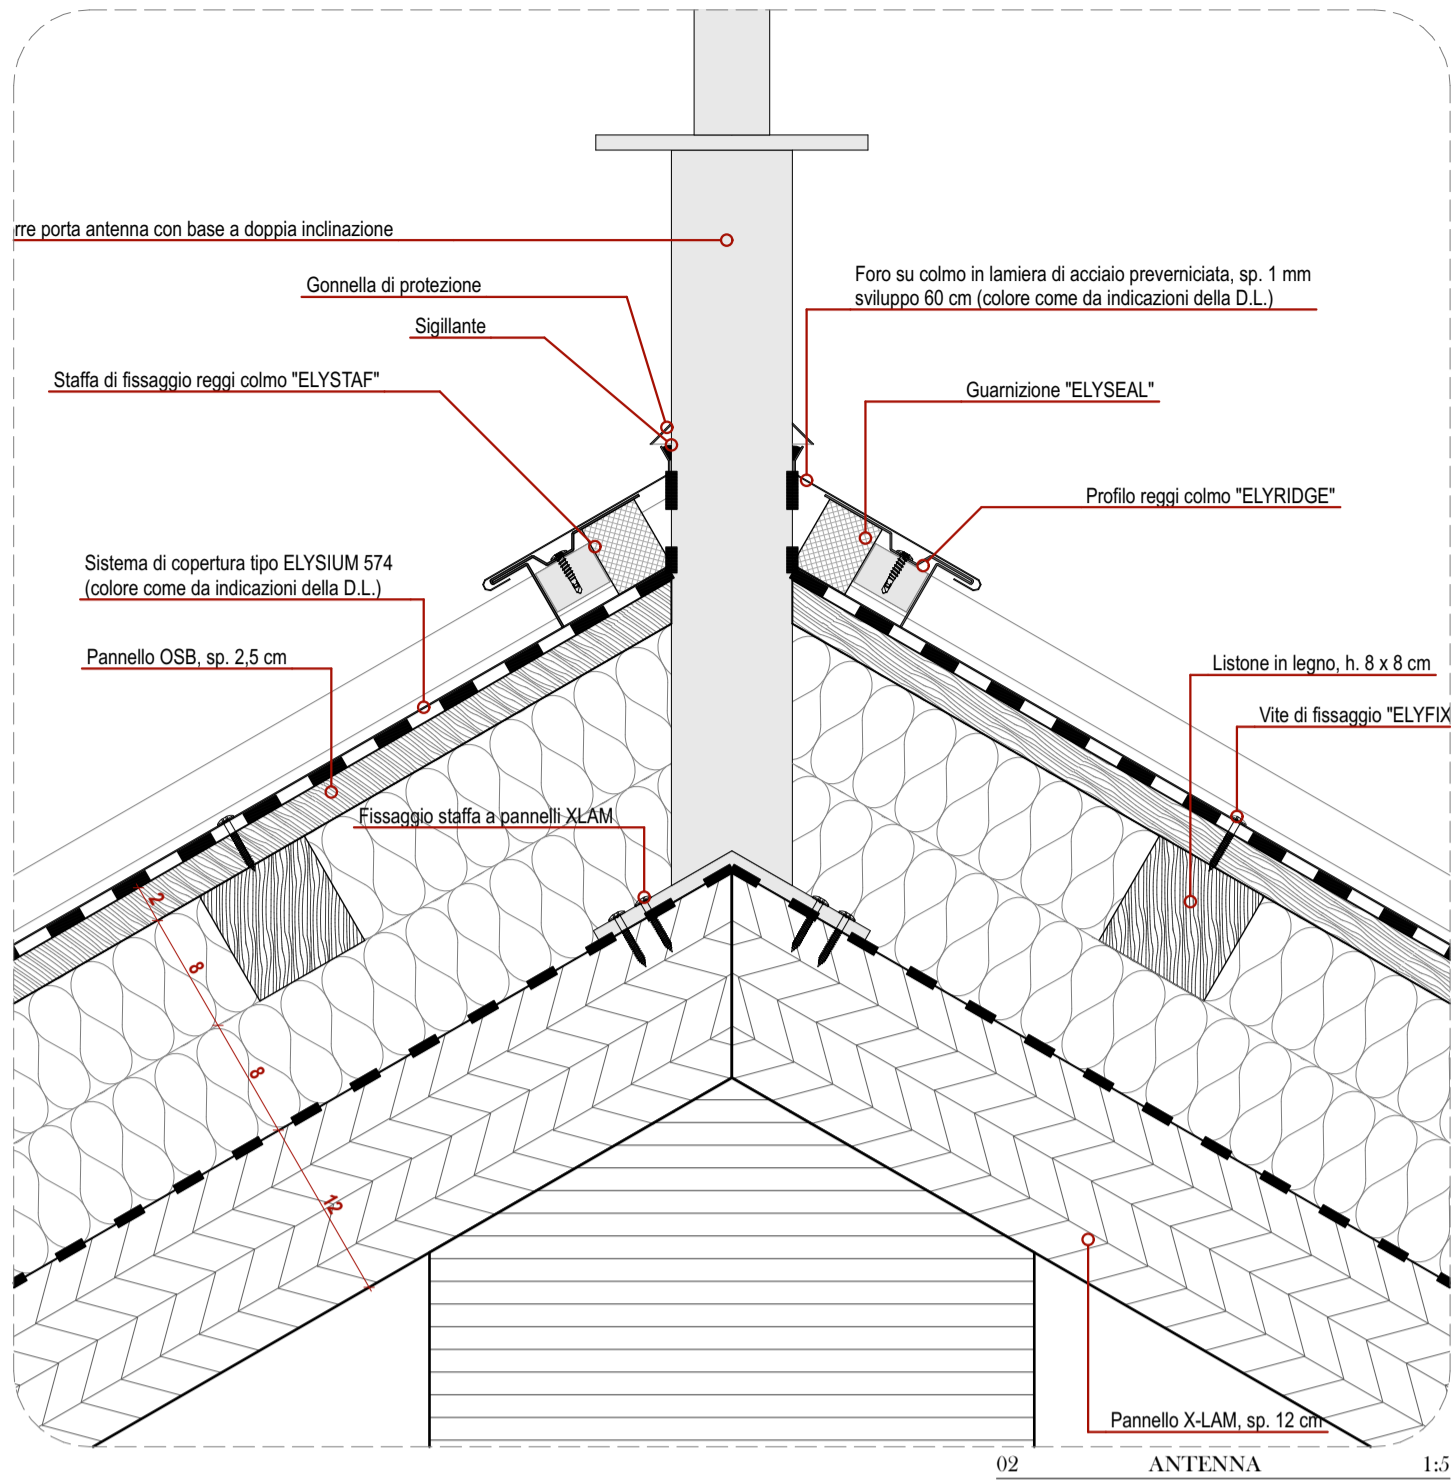 rre porta antenna con base a doppia inclinazione
Gonnella di protezione
Sigillante
Staffa di fissaggio reggi colmo "ELYSTAF"
Foro su colmo in lamiera di acciaio preverniciata, sp. 1 mm
sviluppo 60 cm (colore come da indicazioni della D.L.)
Guarnizione "ELYSEAL"
Profilo reggi colmo "ELYRIDGE"
Sistema di copertura tipo ELYSIUM 574
(colore come da indicazioni della D.L.)
Pannello OSB, sp. 2,5 cm
Listone in legno, h. 8 x 8 cm
Vite di fissaggio "ELYFIX
Fissaggio staffa a pannelli XLAM
2
8
8
12
Pannello X-LAM, sp. 12 cm
02 ANTENNA 1:5